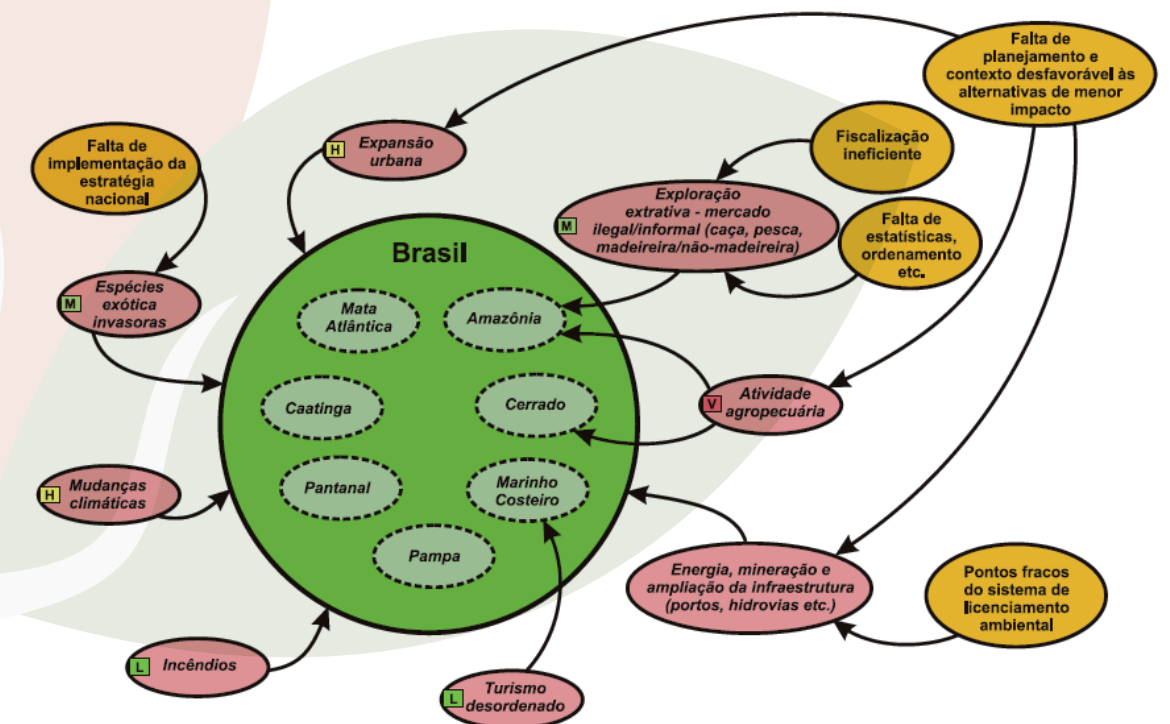 Falta de
planejamento e
contexto desfavorável às
alternativas de menor
impacto
Falta de
implementação da
estratégia
nacional
H
Expansão
urbana
Fiscalização
ineficiente
M
Exploração
extrativa - mercado
ilegal/informal (caça, pesca,
madeireira/não-madeireira)
Falta de
estatísticas,
ordenamento
etc.
M
Espécies
exótica
invasoras
Brasil
Mata
Atlântica
Amazônia
Caatinga
Cerrado
Pantanal
Marinho
Costeiro
Pampa
V
Atividade
agropecuária
H
Mudanças
climáticas
Energia, mineração e
ampliação da infraestrutura
(portos, hidrovias etc.)
Pontos fracos
do sistema de
licenciamento
ambiental
L
Incêndios
L
Turismo
desordenado